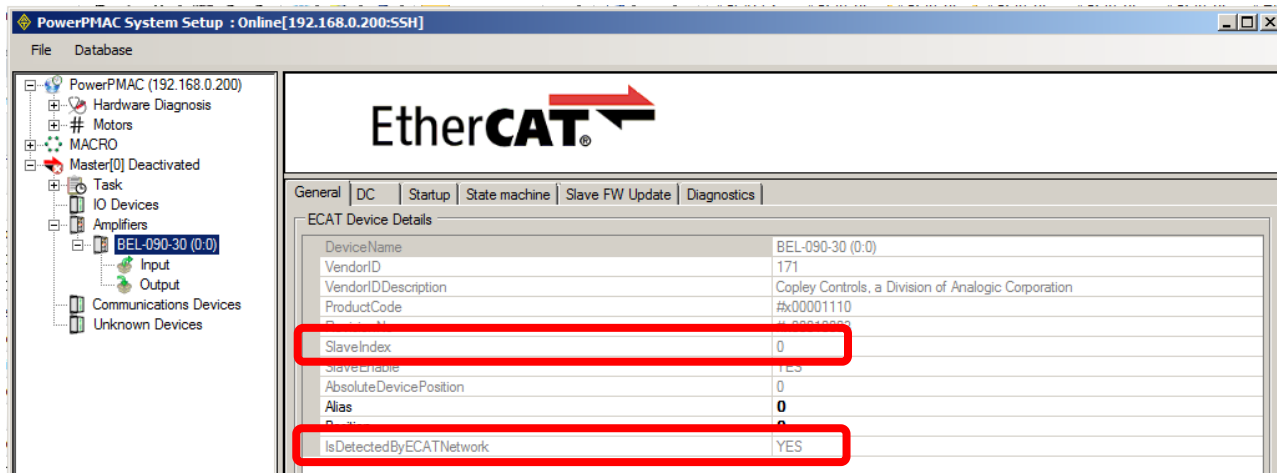 PowerPMAC System Setup : Online[192.168.0.200:SSH]
File Database
PowerPMAC (192.168.0.200)
Hardware Diagnosis
Motors
MACRO
Master[0] Deactivated
Task
IO Devices
Amplifiers
BEL-090-30 (0:0)
Input
Output
Communications Devices
Unknown Devices
EtherCAT®
General DC Startup State machine Slave FW Update Diagnostics
ECAT Device Details
DeviceName BEL-090-30 (0:0)
VendorID 171
VendorIDDescription Copley Controls, a Division of Analogic Corporation
ProductCode #x00001110
SlaveIndex 0
SlaveEnable YES
AbsoluteDevicePosition 0
Alias 0
IsDetectedByECATNetwork YES